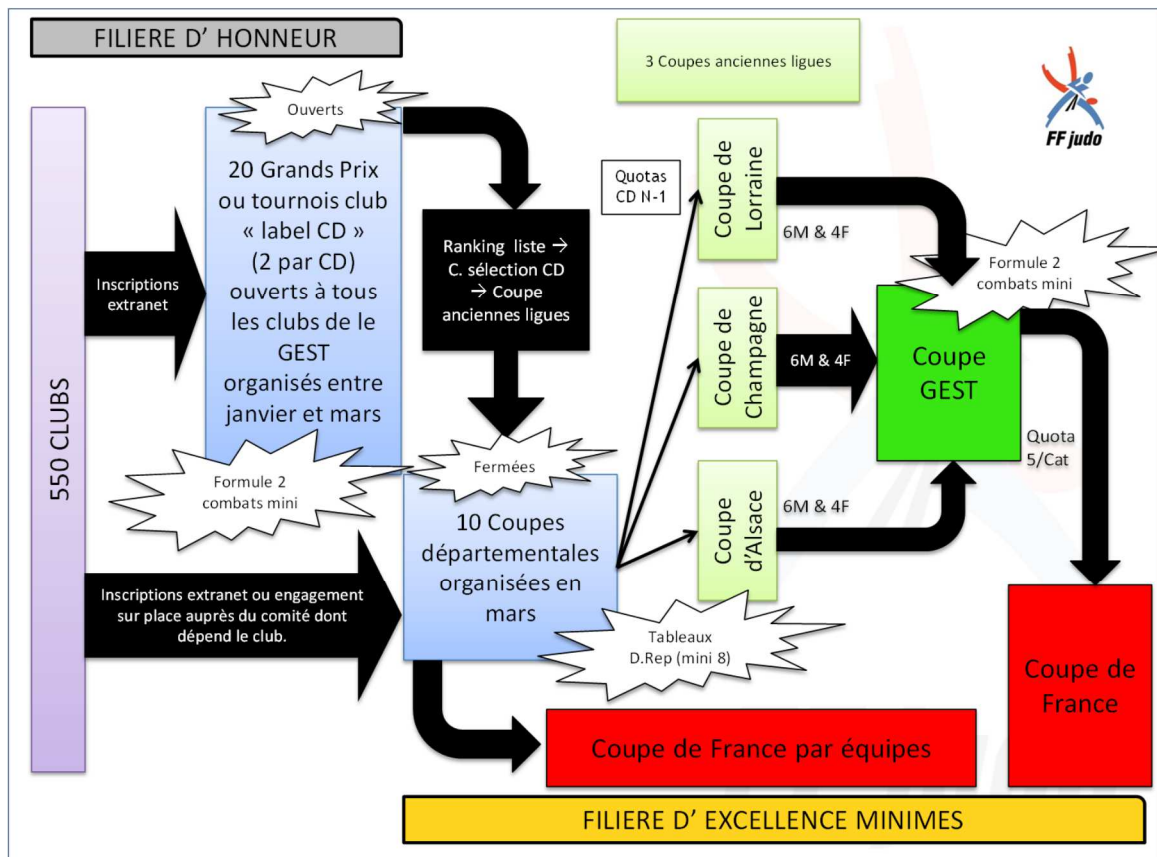 FILIERE D’ HONNEUR
3 Coupes anciennes ligues
FF judo
550 CLUBS
Inscriptions
extranet
Ouverts
20 Grands Prix
ou tournois club
« label CD »
(2 par CD)
ouverts à tous
les clubs de le
GEST
organisés entre
janvier et mars
Formule 2
combats mini
Ranking liste →
C. sélection CD
→ Coupe
anciennes ligues
Quotas
CD N-1
Coupe de
Lorraine
6M & 4F
Coupe de
Champagne
6M & 4F
Coupe
d’Alsace
6M & 4F
Formule 2
combats mini
Coupe
GEST
Quota
5/Cat
Fermées
10 Coupes
départementales
organisées en
mars
Inscriptions extranet ou engagement
sur place auprès du comité dont
dépend le club.
Tableaux
D.Rep (mini 8)
Coupe de
France
Coupe de France par équipes
FILIERE D’ EXCELLENCE MINIMES